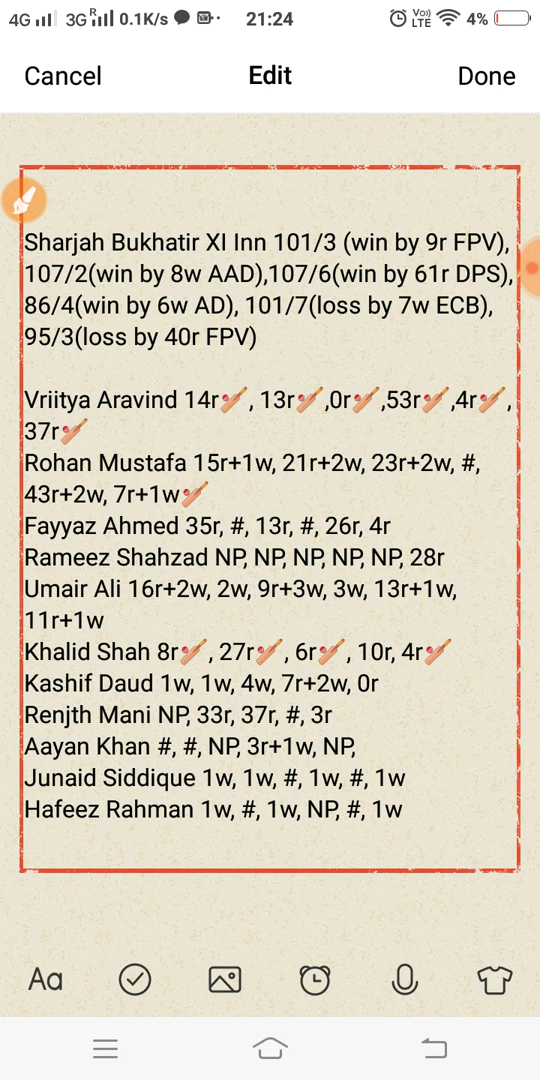 4G 3G R 0.1K/s 21:24 Vo)) LTE 4%
Cancel Edit Done
Sharjah Bukhatir XI Inn 101/3 (win by 9r FPV),
107/2(win by 8w AAD),107/6(win by 61r DPS),
86/4(win by 6w AD), 101/7(loss by 7w ECB),
95/3(loss by 40r FPV)
Vriitya Aravind 14r🏏, 13r🏏,0r🏏,53r🏏,4r🏏,
37r🏏
Rohan Mustafa 15r+1w, 21r+2w, 23r+2w, #,
43r+2w, 7r+1w🏏
Fayyaz Ahmed 35r, #, 13r, #, 26r, 4r
Rameez Shahzad NP, NP, NP, NP, NP, 28r
Umair Ali 16r+2w, 2w, 9r+3w, 3w, 13r+1w,
11r+1w
Khalid Shah 8r🏏, 27r🏏, 6r🏏, 10r, 4r🏏
Kashif Daud 1w, 1w, 4w, 7r+2w, 0r
Renjth Mani NP, 33r, 37r, #, 3r
Aayan Khan #, #, NP, 3r+1w, NP,
Junaid Siddique 1w, 1w, #, 1w, #, 1w
Hafeez Rahman 1w, #, 1w, NP, #, 1w
Aa